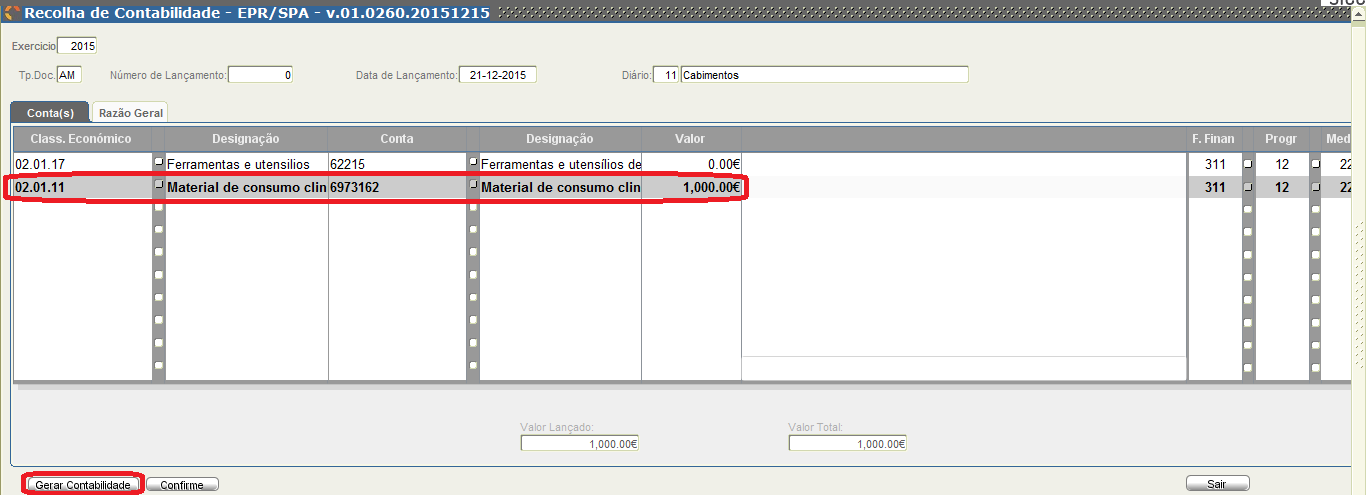 Recolha de Contabilidade - EPR/SPA - v.01.0260.20151215
Exercicio 2015
Tp.Doc. AM Número de Lançamento: 0 Data de Lançamento: 21-12-2015 Diário: 11 Cabimentos
Conta(s) Razão Geral
Class. Económico Designação Conta Designação Valor F. Finan Progr Med
02.01.17 Ferramentas e utensilios 62215 Ferramentas e utensílios de 0.00€ 311 12 22
02.01.11 Material de consumo clin 6973162 Material de consumo clin 1,000.00€ 311 12 22
Valor Lançado: Valor Total:
1,000.00€ 1,000.00€
Gerar Contabilidade Confirme Sair